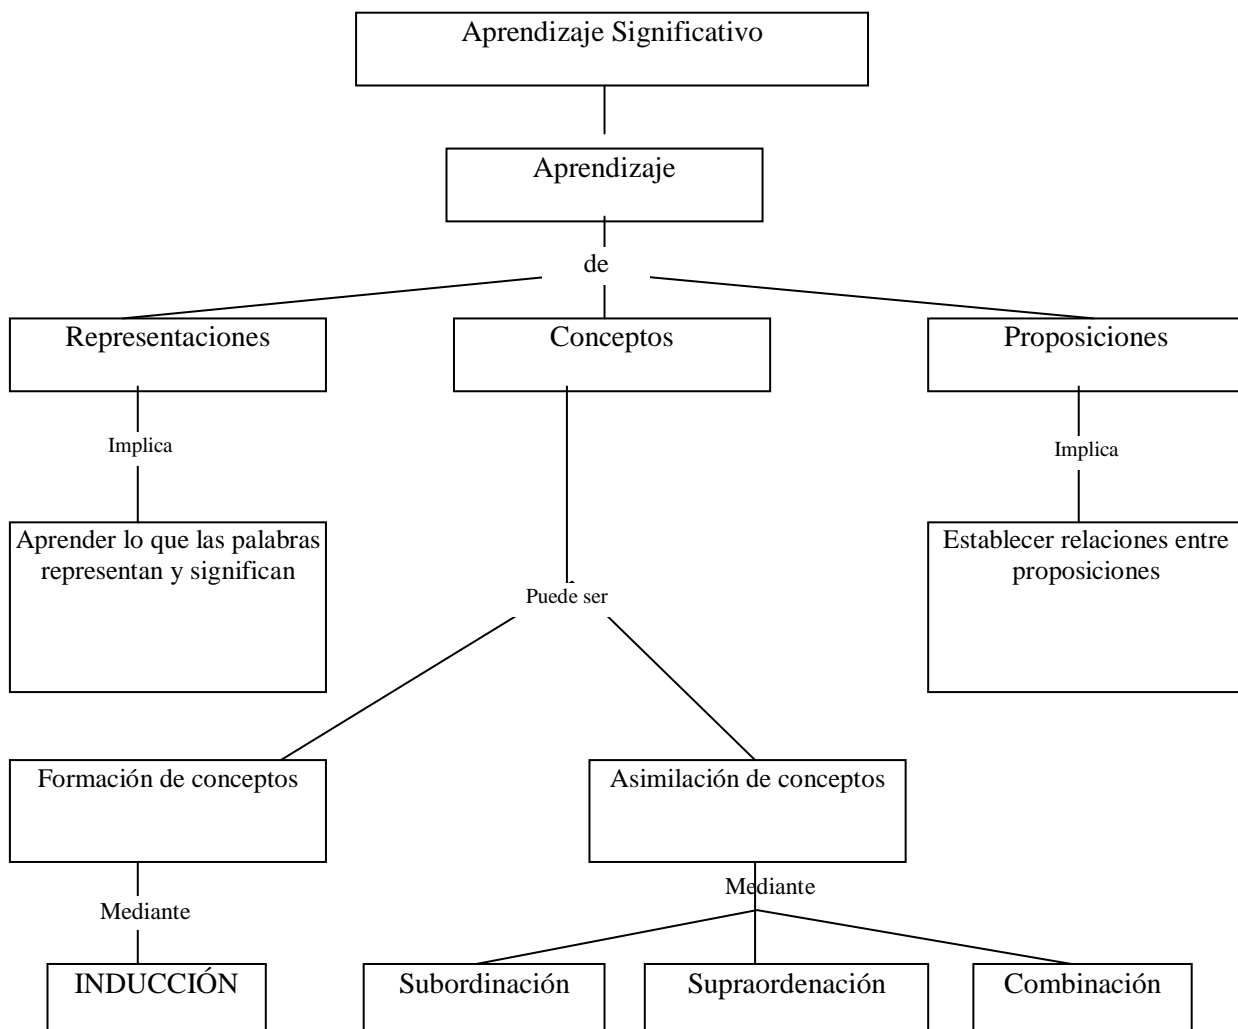 Aprendizaje Significativo
Aprendizaje
de
Representaciones
Conceptos
Proposiciones
Implica
Implica
Aprender lo que las palabras
representan y significan
Establecer relaciones entre
proposiciones
Puede ser
Formación de conceptos
Asimilación de conceptos
Mediante
Mediante
INDUCCIÓN
Subordinación
Supraordenación
Combinación